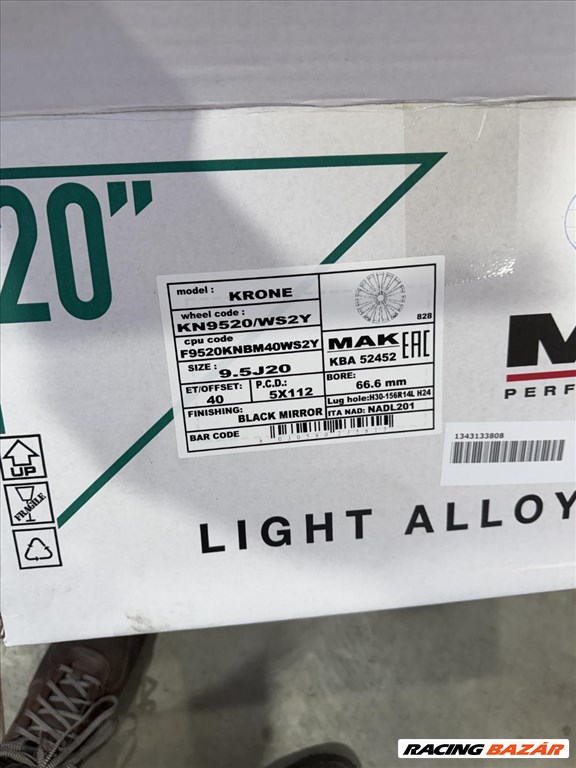 20"
model : KRONE
wheel code :
KN9520/WS2Y
cpu code
F9520KNBM40WS2Y
SIZE : 9.5J20
ET/OFFSET: 40
P.C.D.: 5X112
828
MAK EAC
KBA 52452
BORE: 66.6 mm
Lug hole:H30-156R14L H24
FINISHING: BLACK MIRROR
ITA NAD: NADL201
BAR CODE
M
PERF
1343133808
UP
FRAGILE
LIGHT ALLOY
RACING BAZÁR